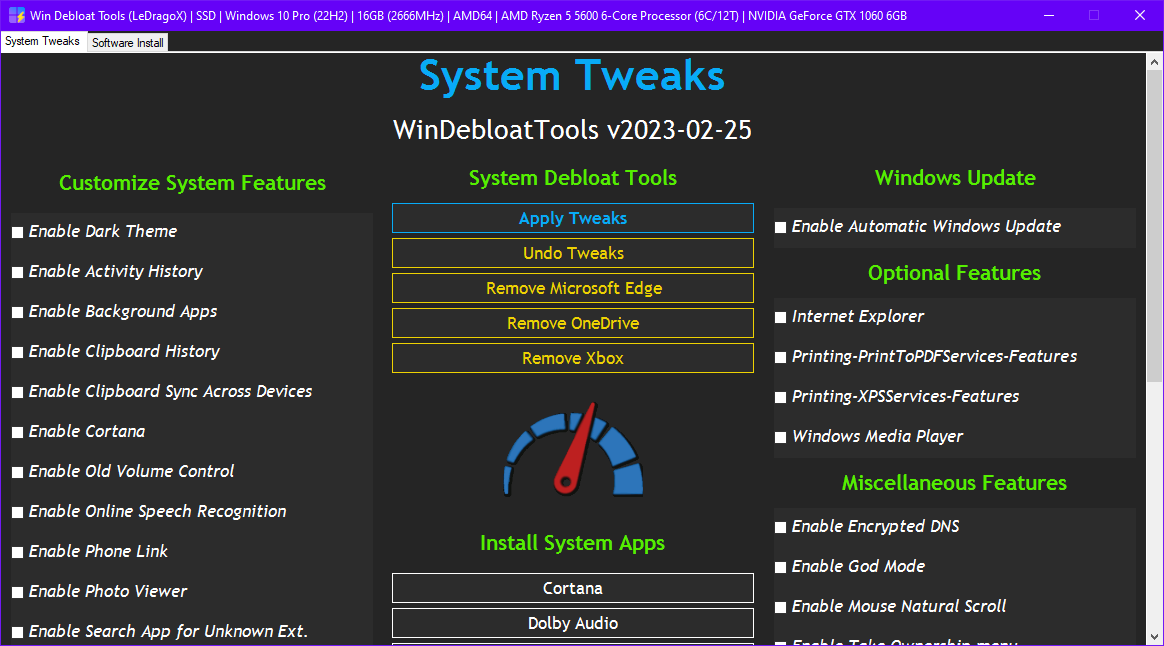 Win Debloat Tools (LeDragoX) | SSD | Windows 10 Pro (22H2) | 16GB (2666MHz) | AMD64 | AMD Ryzen 5 5600 6-Core Processor (6C/12T) | NVIDIA GeForce GTX 1060 6GB
System Tweaks
Software Install
System Tweaks
WinDebloatTools v2023-02-25
Customize System Features
Enable Dark Theme
Enable Activity History
Enable Background Apps
Enable Clipboard History
Enable Clipboard Sync Across Devices
Enable Cortana
Enable Old Volume Control
Enable Online Speech Recognition
Enable Phone Link
Enable Photo Viewer
Enable Search App for Unknown Ext.
System Debloat Tools
Apply Tweaks
Undo Tweaks
Remove Microsoft Edge
Remove OneDrive
Remove Xbox
Install System Apps
Cortana
Dolby Audio
Windows Update
Enable Automatic Windows Update
Optional Features
Internet Explorer
Printing-PrintToPDFServices-Features
Printing-XPSServices-Features
Windows Media Player
Miscellaneous Features
Enable Encrypted DNS
Enable God Mode
Enable Mouse Natural Scroll
Enable Take Ownership menu